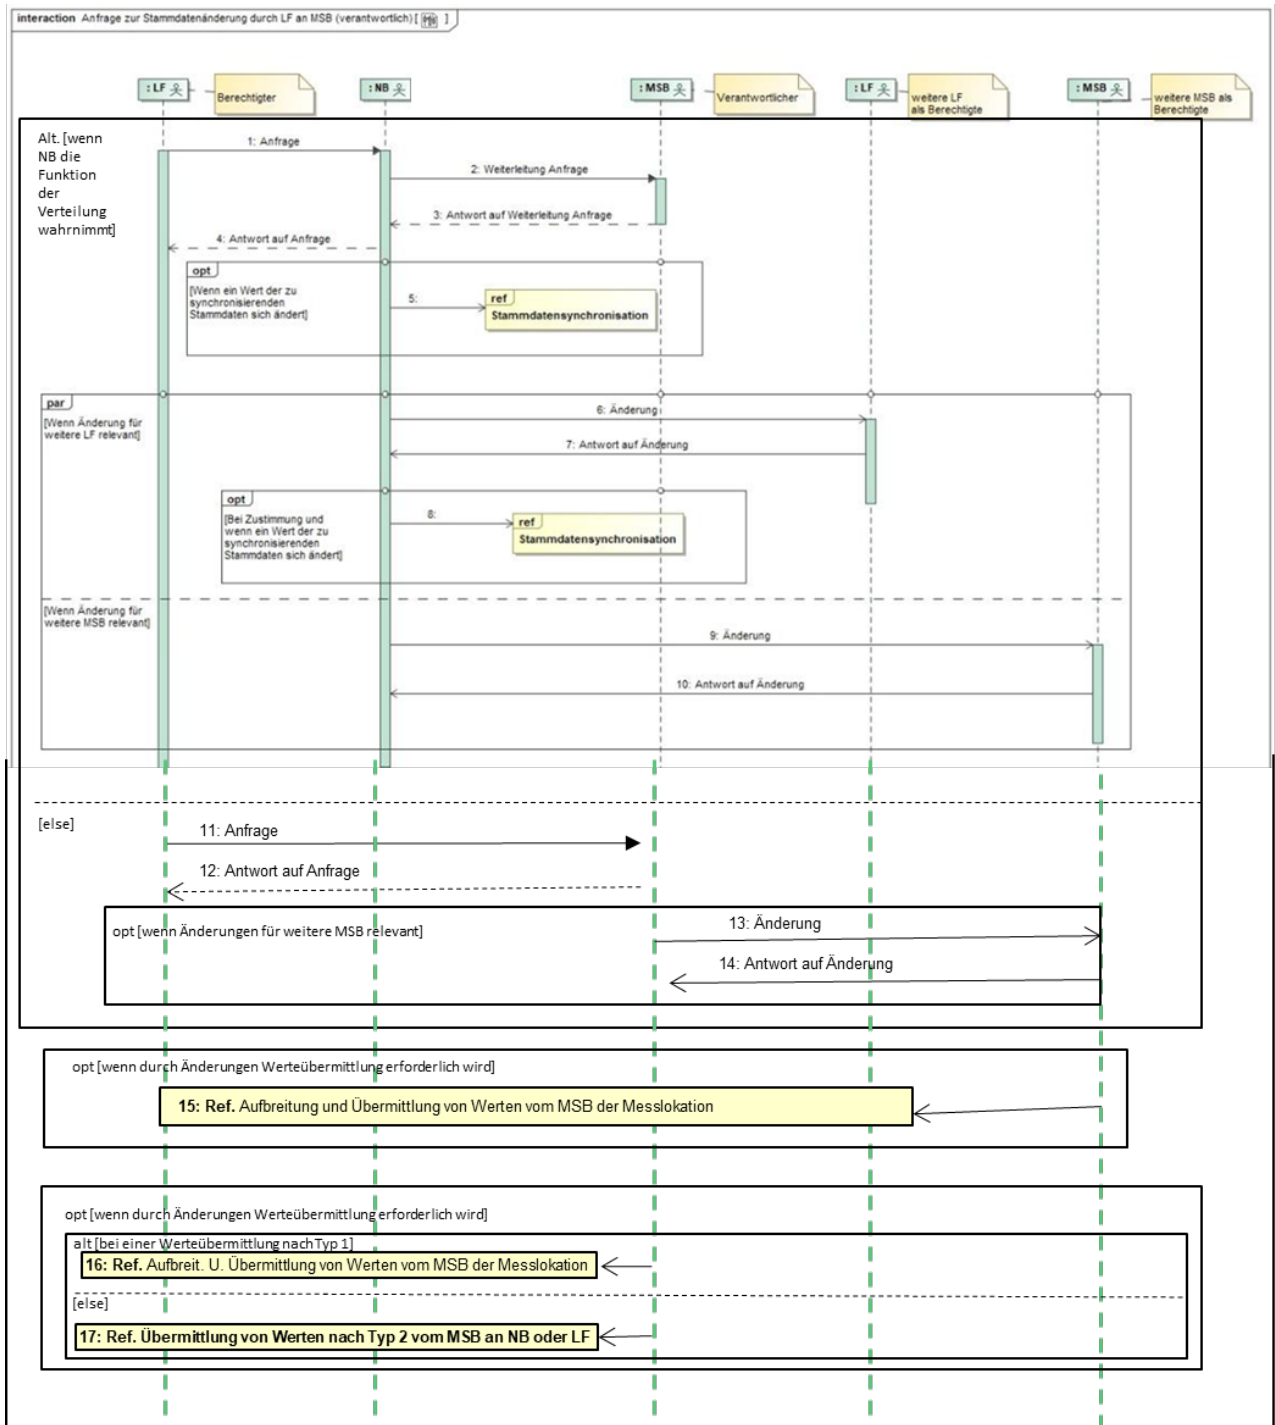 interaction Anfrage zur Stammdatenänderung durch LF an MSB (verantwortlich) [ ]
: LF
Berechtigter
: NB
: MSB
Verantwortlicher
: LF
weitere LF
als Berechtigte
: MSB
weitere MSB als
Berechtigte
Alt. [wenn
NB die
Funktion
der
Verteilung
wahrnimmt]
1: Anfrage
2: Weiterleitung Anfrage
3: Antwort auf Weiterleitung Anfrage
4: Antwort auf Anfrage
opt
[Wenn ein Wert der zu
synchronisierenden
Stammdaten sich ändert]
5:
ref
Stammdatensynchronisation
par
[Wenn Änderung für
weitere LF relevant]
6: Änderung
7: Antwort auf Änderung
opt
[Bei Zustimmung und
wenn ein Wert der zu
synchronisierenden
Stammdaten sich ändert]
8:
ref
Stammdatensynchronisation
[Wenn Änderung für
weitere MSB relevant]
9: Änderung
10: Antwort auf Änderung
[else]
11: Anfrage
12: Antwort auf Anfrage
opt [wenn Änderungen für weitere MSB relevant]
13: Änderung
14: Antwort auf Änderung
opt [wenn durch Änderungen Werteübermittlung erforderlich wird]
15: Ref. Aufbreitung und Übermittlung von Werten vom MSB der Messlokation
opt [wenn durch Änderungen Werteübermittlung erforderlich wird]
alt [bei einer Werteübermittlung nach Typ 1]
16: Ref. Aufbreit. U. Übermittlung von Werten vom MSB der Messlokation
[else]
17: Ref. Übermittlung von Werten nach Typ 2 vom MSB an NB oder LF